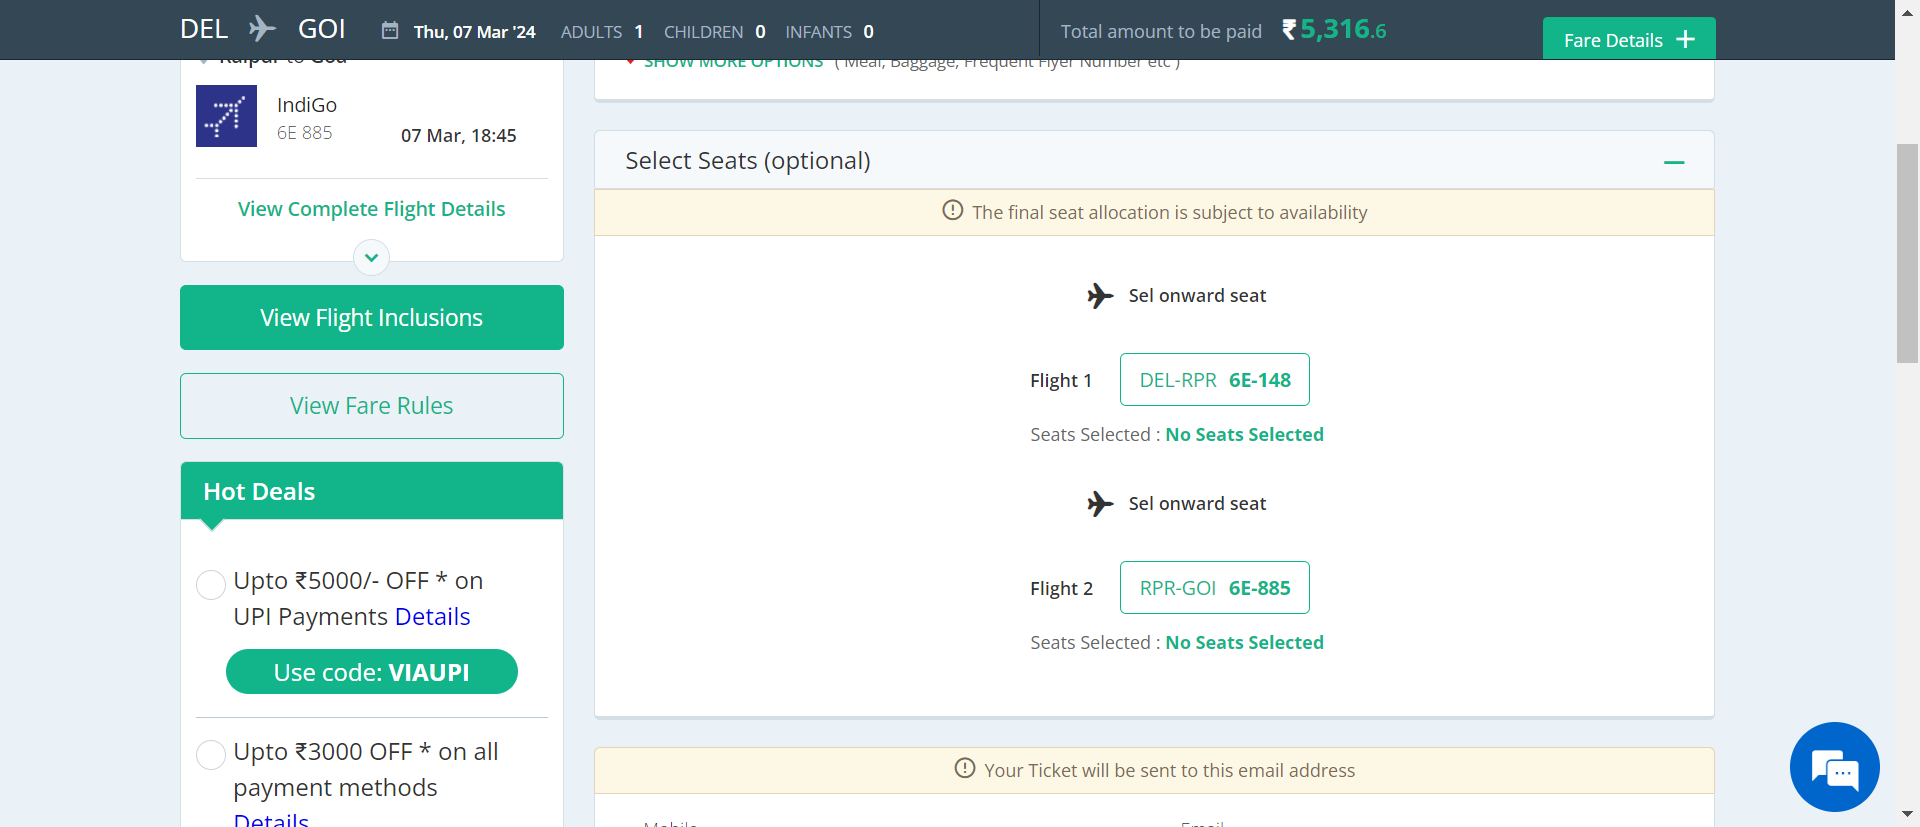 DEL GOI Thu, 07 Mar '24 ADULTS 1 CHILDREN 0 INFANTS 0 Total amount to be paid ₹5,316.6 Fare Details +
Raipur to Goa
IndiGo
6E 885
07 Mar, 18:45
View Complete Flight Details
View Flight Inclusions
View Fare Rules
Hot Deals
Upto ₹5000/- OFF * on
UPI Payments Details
Use code: VIAUPI
Upto ₹3000 OFF * on all
payment methods
Details
SHOW MORE OPTIONS ( Meal, Baggage, Frequent Flyer Number etc )
Select Seats (optional)
The final seat allocation is subject to availability
Sel onward seat
Flight 1 DEL-RPR 6E-148
Seats Selected : No Seats Selected
Sel onward seat
Flight 2 RPR-GOI 6E-885
Seats Selected : No Seats Selected
Your Ticket will be sent to this email address
Mobile Email